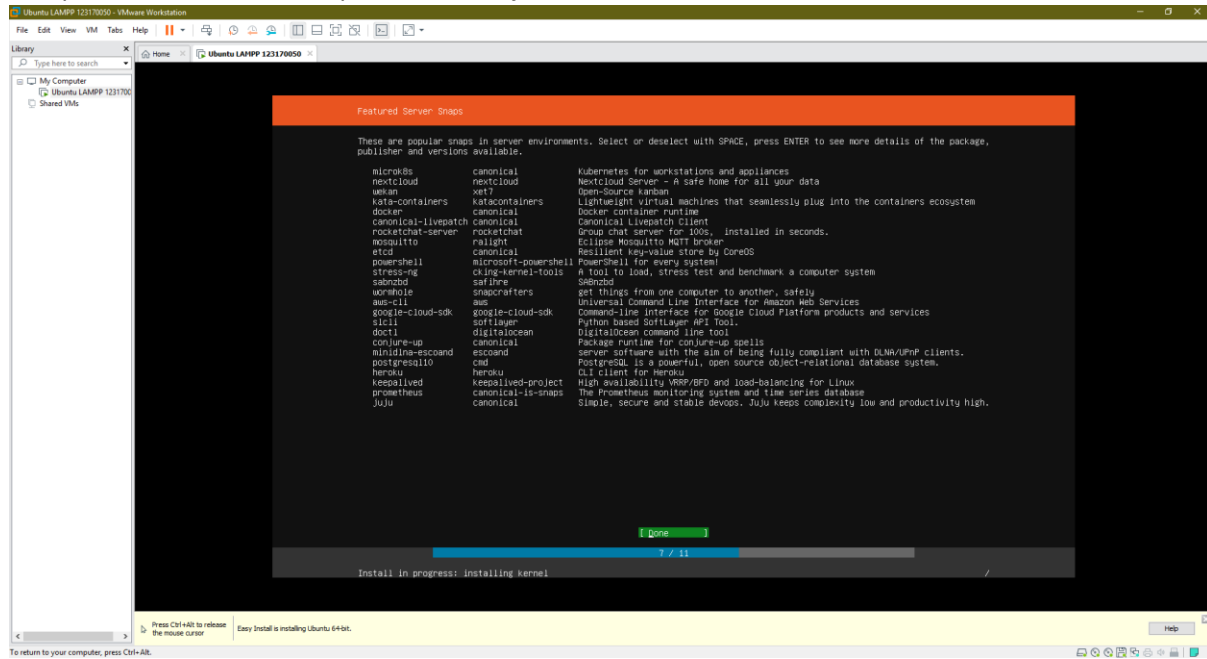 Ubuntu LAMPP 123170050 - VMware Workstation
File Edit View VM Tabs Help
Library
Home
Ubuntu LAMPP 123170050
Type here to search
My Computer
Ubuntu LAMPP 123170
Shared VMs
Featured Server Snaps
These are popular snaps in server environments. Select or deselect with SPACE, press ENTER to see more details of the package,
publisher and versions available.
microk8s canonical Kubernetes for workstations and appliances
nextcloud nextcloud Nextcloud Server - A safe home for all your data
wekan xet7 Open-Source kanban
kata-containers katacontainers Lightweight virtual machines that seamlessly plug into the containers ecosystem
docker canonical Docker container runtime
canonical-livepatch canonical Canonical Livepatch Client
rocketchat-server rocketchat Group chat server for 100s, installed in seconds.
mosquitto ralight Eclipse Mosquitto MQTT broker
etcd canonical Resilient key-value store by CoreOS
powershell microsoft-powershell PowerShell for every system!
stress-ng cking-kernel-tools A tool to load, stress test and benchmark a computer system
sabnzbd safihre SABnzbd
wormhole snapcrafters get things from one computer to another, safely
aws-cli aws Universal Command Line Interface for Amazon Web Services
google-cloud-sdk google-cloud-sdk Command-line interface for Google Cloud Platform products and services
slcli softlayer Python based SoftLayer API Tool.
doctl digitalocean DigitalOcean command line tool
conjure-up canonical Package runtime for conjure-up spells
minidlna-escoand escoand server software with the aim of being fully compliant with DLNA/UPnP clients.
postgresql10 cmd PostgreSQL is a powerful, open source object-relational database system.
heroku heroku CLI client for Heroku
keepalived keepalived-project High availability VRRP/BFD and load-balancing for Linux
prometheus canonical-is-snaps The Prometheus monitoring system and time series database
juju canonical Simple, secure and stable devops. Juju keeps complexity low and productivity high.
[ Done ]
7 / 11
Install in progress: installing kernel /
Press Ctrl+Alt to release
the mouse cursor
Easy Install is installing Ubuntu 64-bit.
Help
To return to your computer, press Ctrl+Alt.